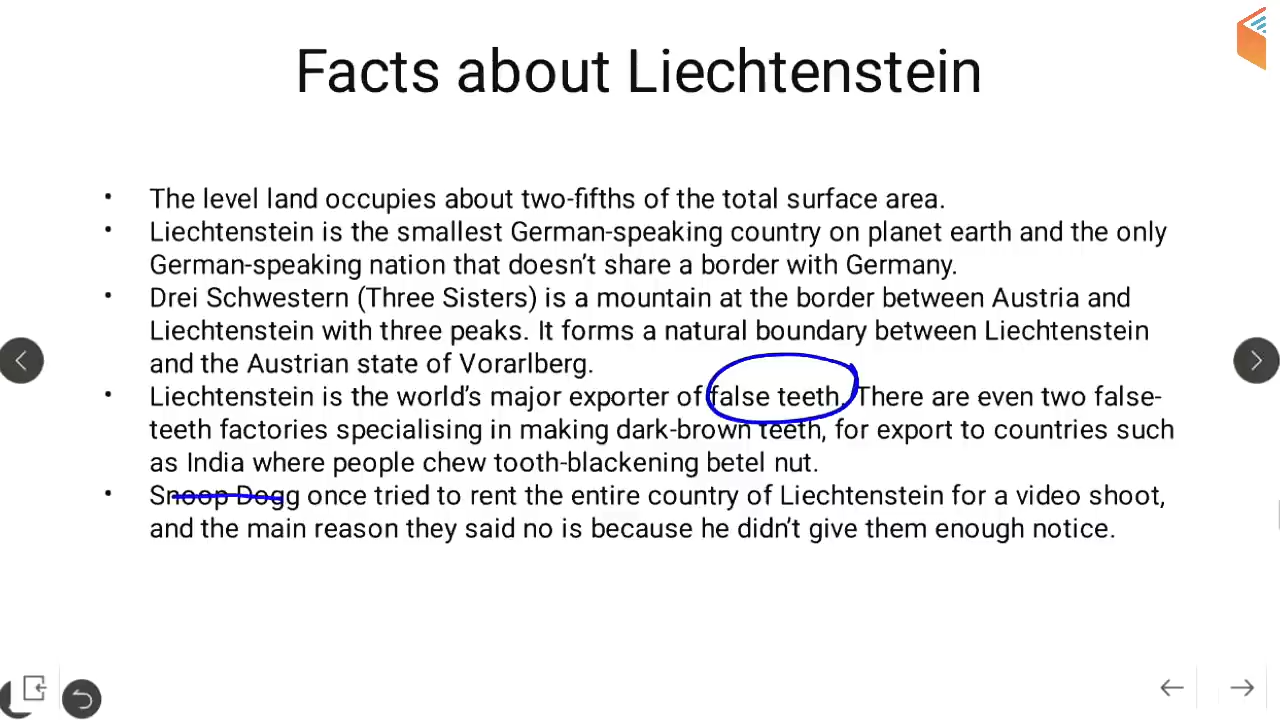 Facts about Liechtenstein
• The level land occupies about two-fifths of the total surface area.
• Liechtenstein is the smallest German-speaking country on planet earth and the only
German-speaking nation that doesn’t share a border with Germany.
• Drei Schwestern (Three Sisters) is a mountain at the border between Austria and
Liechtenstein with three peaks. It forms a natural boundary between Liechtenstein
and the Austrian state of Vorarlberg.
• Liechtenstein is the world’s major exporter of false teeth. There are even two false-
teeth factories specialising in making dark-brown teeth, for export to countries such
as India where people chew tooth-blackening betel nut.
• Snoop Dogg once tried to rent the entire country of Liechtenstein for a video shoot,
and the main reason they said no is because he didn’t give them enough notice.